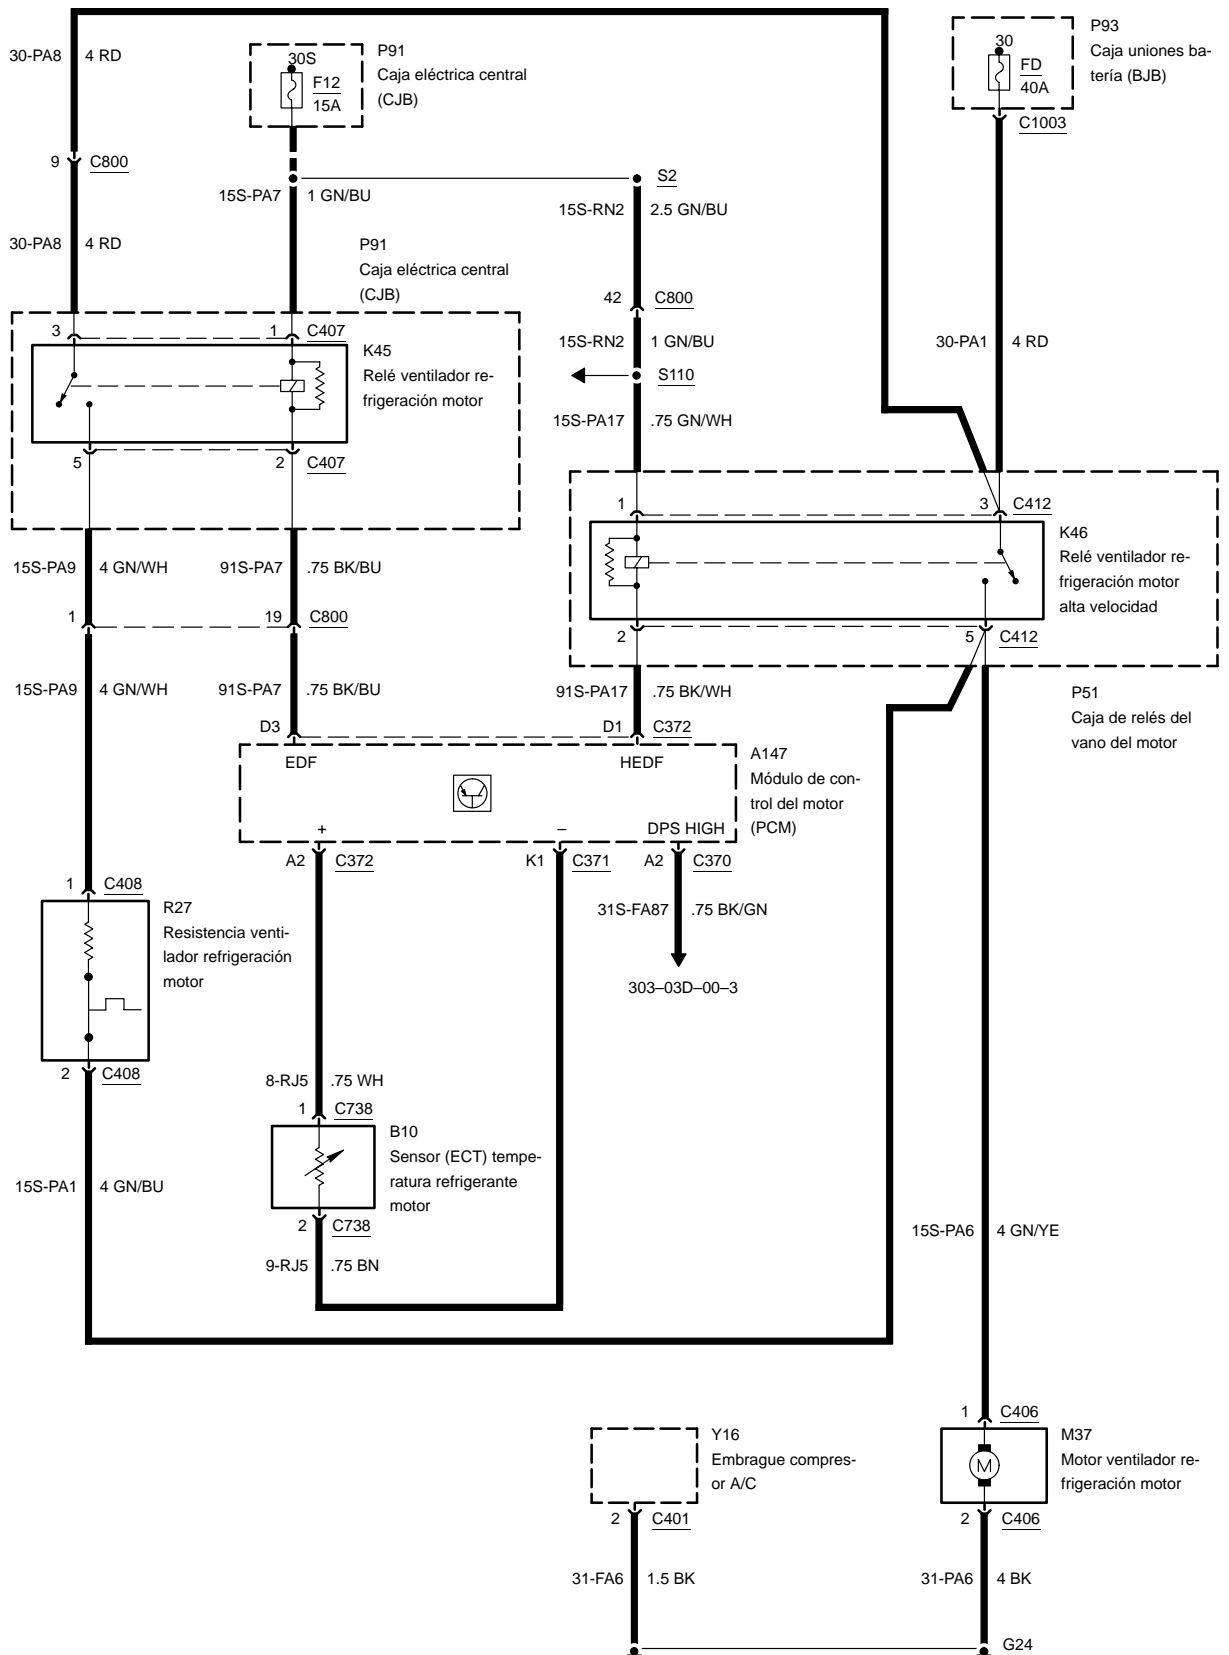 30-PA8 4 RD
P91
Caja eléctrica central
(CJB)
30S
F12
15A
P93
Caja uniones ba-
tería (BJB)
30
FD
40A
C1003
9 C800
S2
15S-PA7 1 GN/BU
15S-RN2 2.5 GN/BU
30-PA8 4 RD
P91
Caja eléctrica central
(CJB)
42 C800
3 1 C407
15S-RN2 1 GN/BU
30-PA1 4 RD
K45
Relé ventilador re-
frigeración motor
S110
15S-PA17 .75 GN/WH
5 2 C407
1 3 C412
K46
Relé ventilador re-
frigeración motor
alta velocidad
15S-PA9 4 GN/WH 91S-PA7 .75 BK/BU
1 19 C800
2 5 C412
15S-PA9 4 GN/WH 91S-PA7 .75 BK/BU
91S-PA17 .75 BK/WH
P51
Caja de relés del
vano del motor
D3 D1 C372
EDF HEDF
A147
Módulo de con-
trol del motor
(PCM)
+ – DPS HIGH
A2 C372 K1 C371 A2 C370
1 C408
R27
Resistencia venti-
lador refrigeración
motor
31S-FA87 .75 BK/GN
303–03D–00–3
2 C408
8-RJ5 .75 WH
1 C738
B10
Sensor (ECT) tempe-
ratura refrigerante
motor
15S-PA1 4 GN/BU
2 C738
15S-PA6 4 GN/YE
9-RJ5 .75 BN
1 C406
Y16
Embrague compres-
or A/C
M
M37
Motor ventilador re-
frigeración motor
2 C401
2 C406
31-FA6 1.5 BK
31-PA6 4 BK
G24